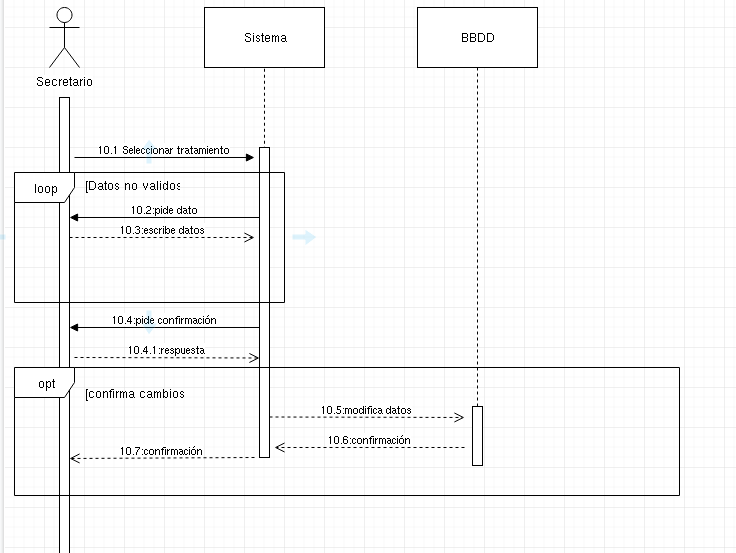 Sistema
BBDD
Secretario
10.1 Seleccionar tratamiento
loop
[Datos no validos
10.2:pide dato
10.3:escribe datos
10.4:pide confirmación
10.4.1:respuesta
opt
[confirma cambios
10.5:modifica datos
10.6:confirmación
10.7:confirmación